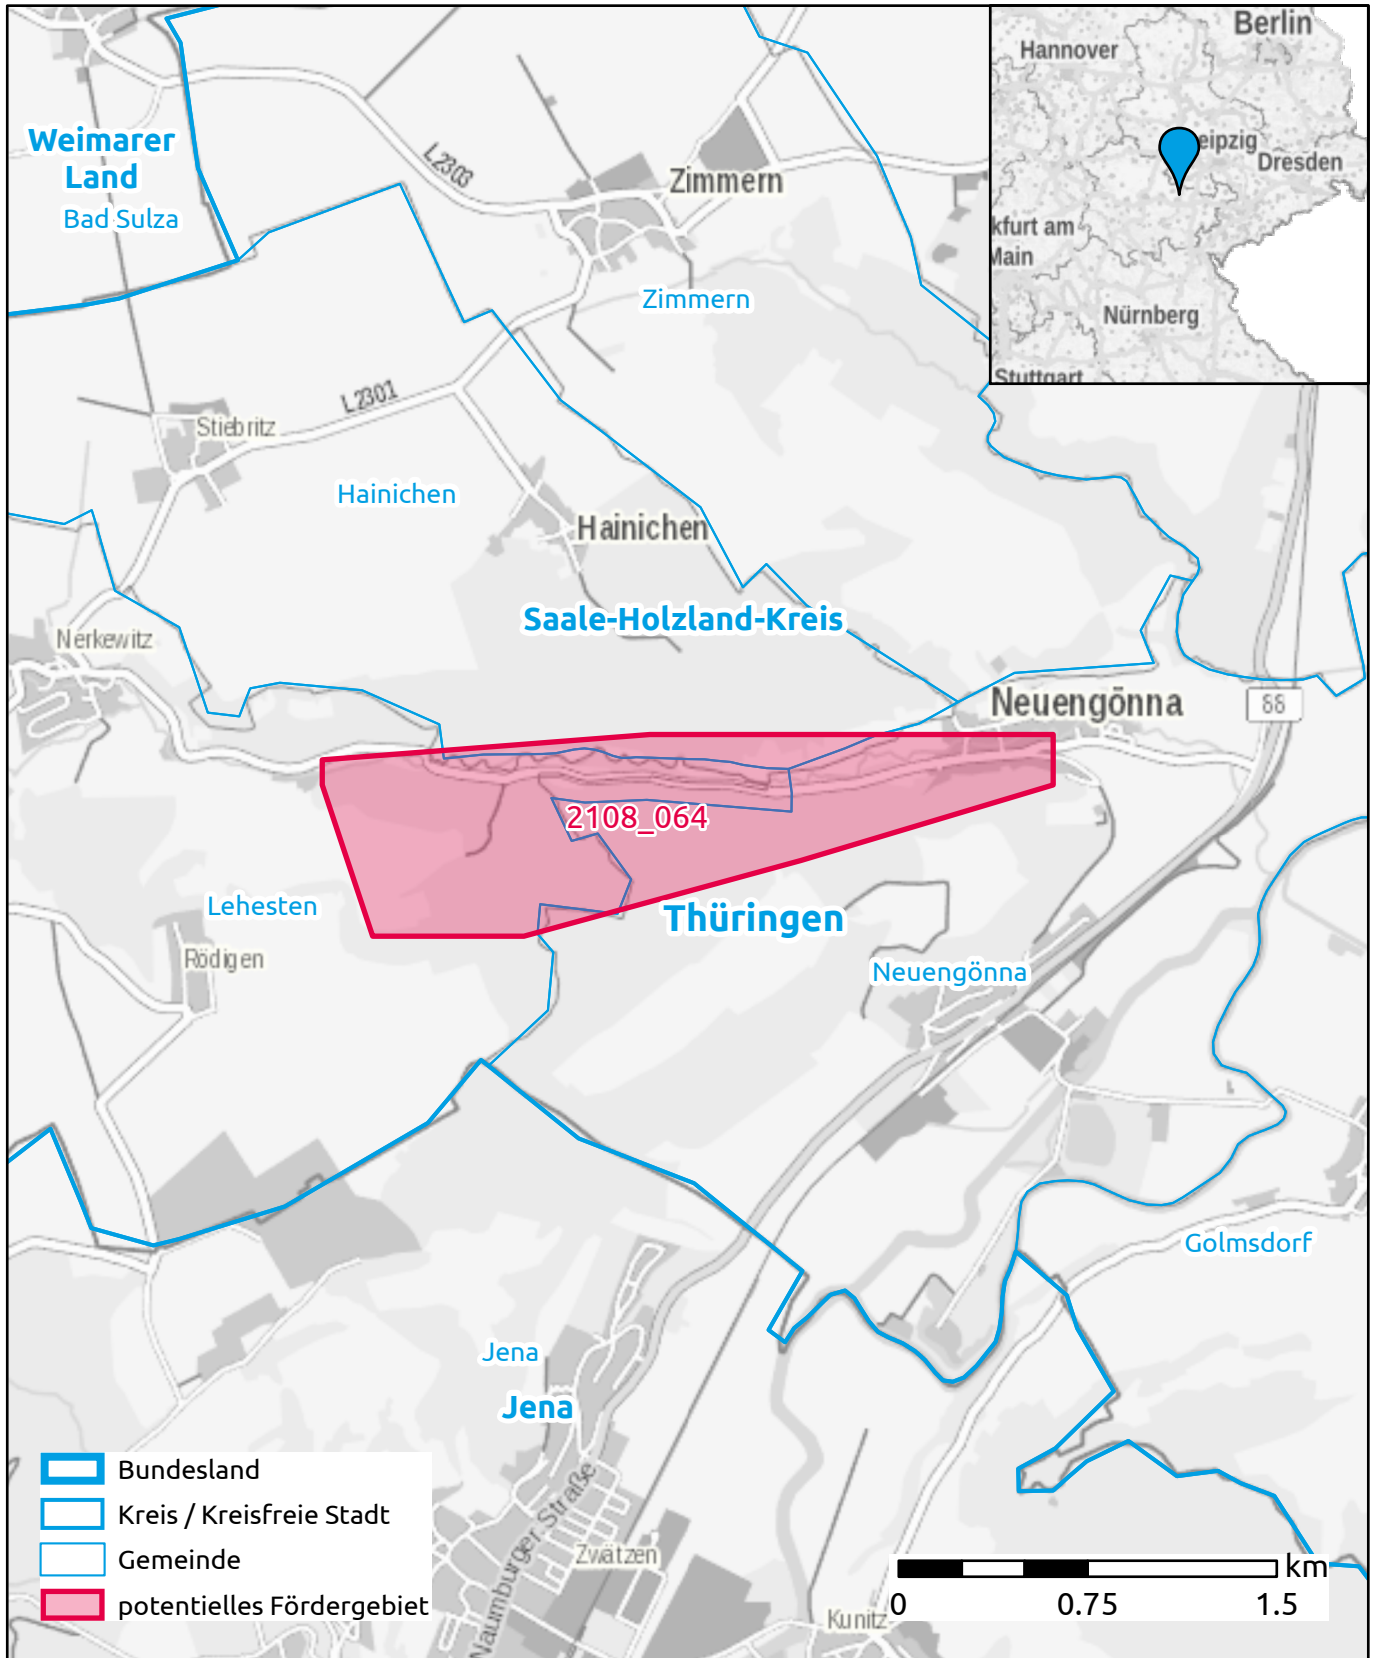 Weimarer
Land
Bad Sulza
L2303
Zimmern
Zimmern
Berlin
Hannover
eipzig
Dresden
kfurt am
Main
Nürnberg
Stuttgart
L2301
Stiebritz
Hainichen
Hainichen
Saale-Holzland-Kreis
Nerkewitz
Neuengönna
88
2108_064
Lehesten
Thüringen
Rödigen
Neuengönna
Golmsdorf
Jena
Jena
Naumburger Straße
Zwätzen
Kunitz
Bundesland
Kreis / Kreisfreie Stadt
Gemeinde
potentielles Fördergebiet
km
0 0.75 1.5